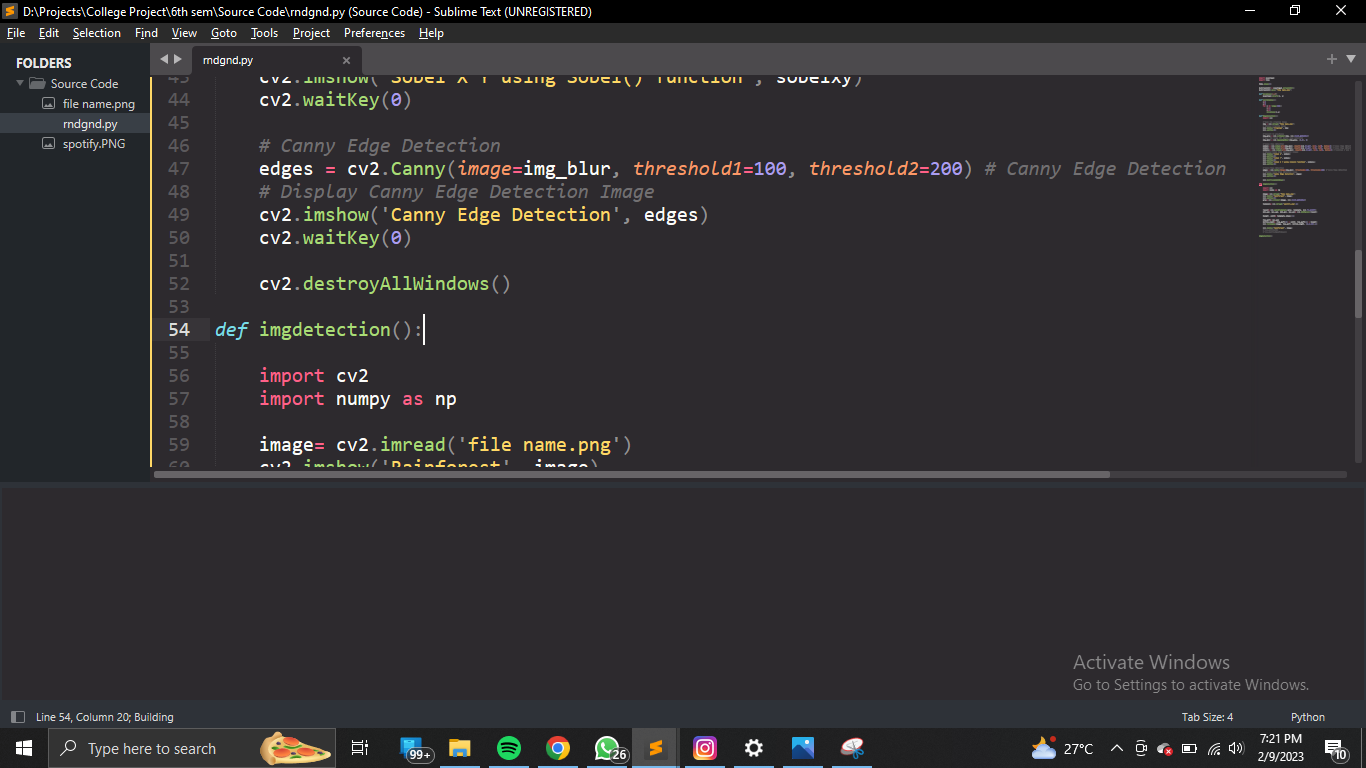 D:\Projects\College Project\6th sem\Source Code\rndgnd.py (Source Code) - Sublime Text (UNREGISTERED)
File Edit Selection Find View Goto Tools Project Preferences Help
FOLDERS
Source Code
file name.png
rndgnd.py
spotify.PNG
rndgnd.py
43 cv2.imshow('Sobel X Y using Sobel() function', sobelxy)
44 cv2.waitKey(0)
45
46 # Canny Edge Detection
47 edges = cv2.Canny(image=img_blur, threshold1=100, threshold2=200) # Canny Edge Detection
48 # Display Canny Edge Detection Image
49 cv2.imshow('Canny Edge Detection', edges)
50 cv2.waitKey(0)
51
52 cv2.destroyAllWindows()
53
54 def imgdetection():
55
56 import cv2
57 import numpy as np
58
59 image= cv2.imread('file name.png')
60 cv2.imshow('Rainforest', image)
Activate Windows
Go to Settings to activate Windows.
Line 54, Column 20; Building
Tab Size: 4
Python
Type here to search
99+
26
27°C
7:21 PM
2/9/2023
10